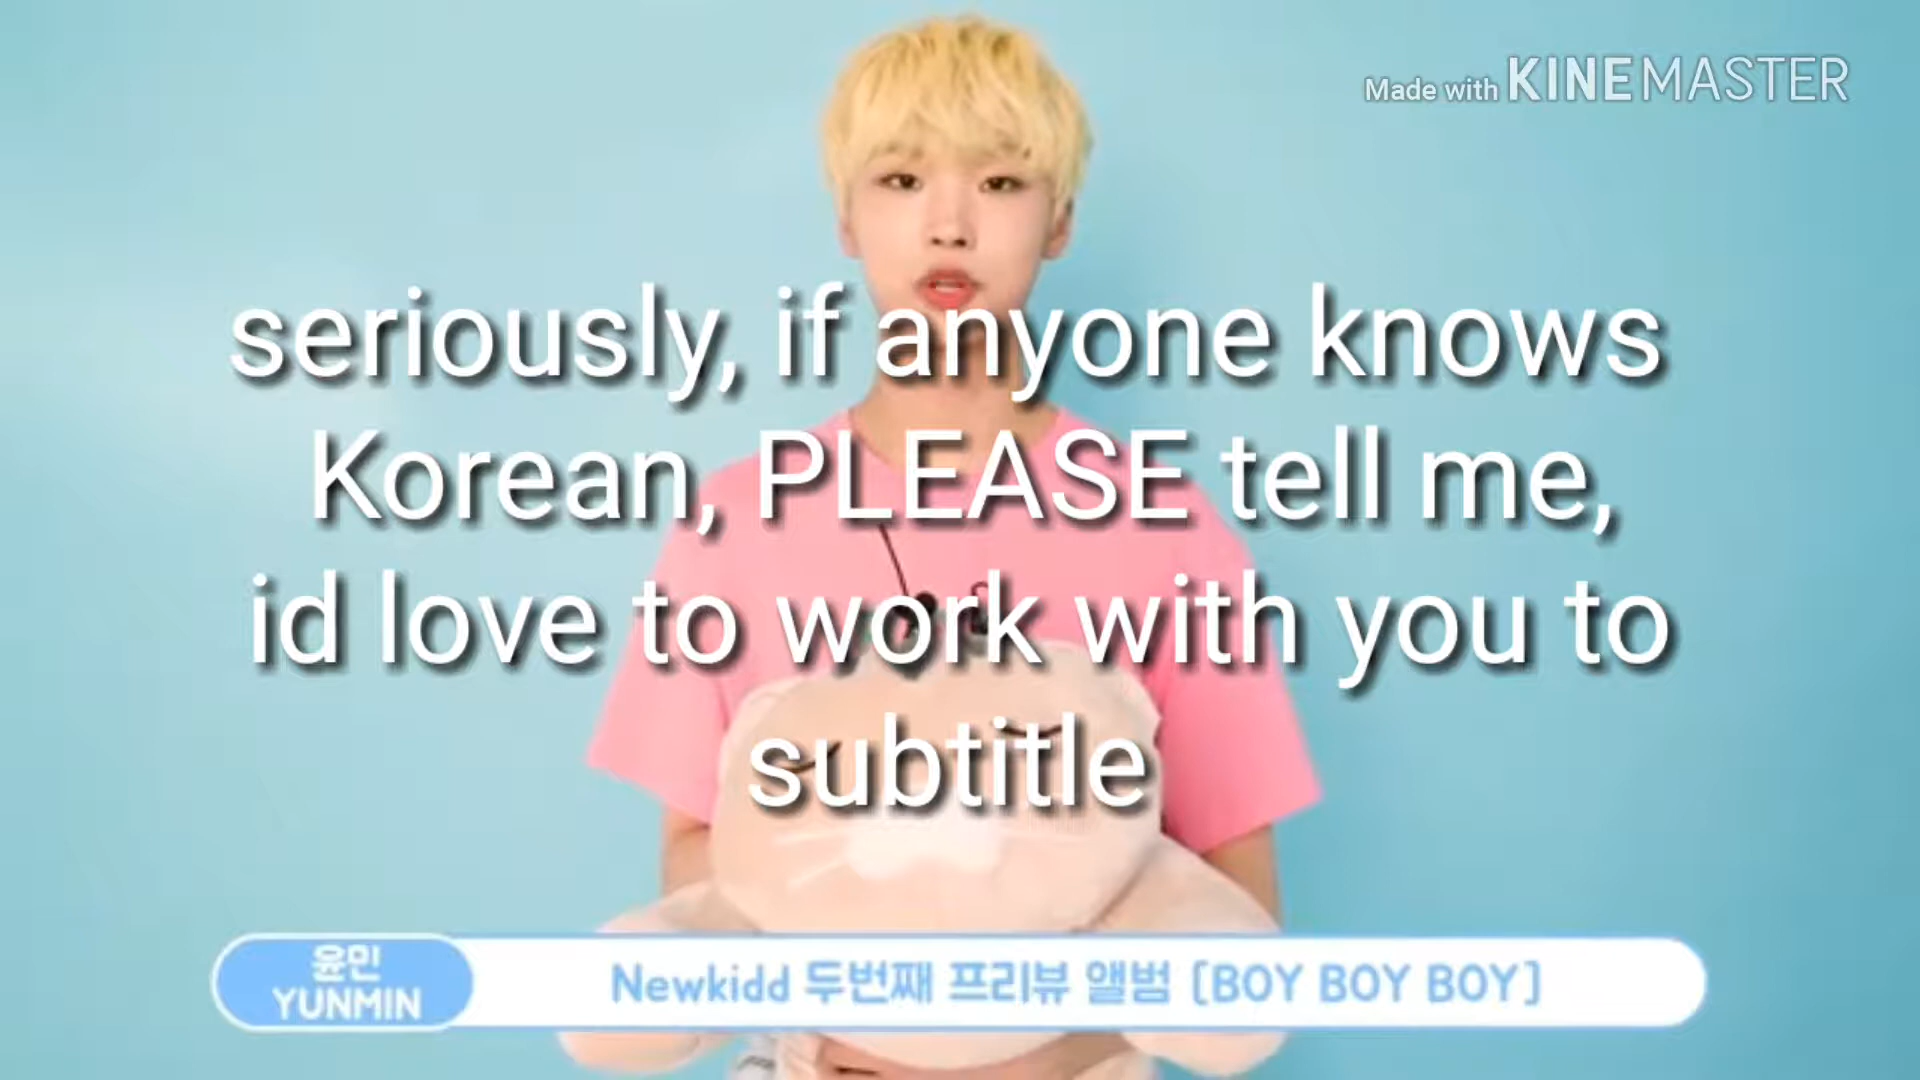 Made with KINEMASTER
seriously, if anyone knows
Korean, PLEASE tell me,
id love to work with you to
subtitle
윤민
YUNMIN
Newkidd 두번째 프리뷰 앨범 [BOY BOY BOY]